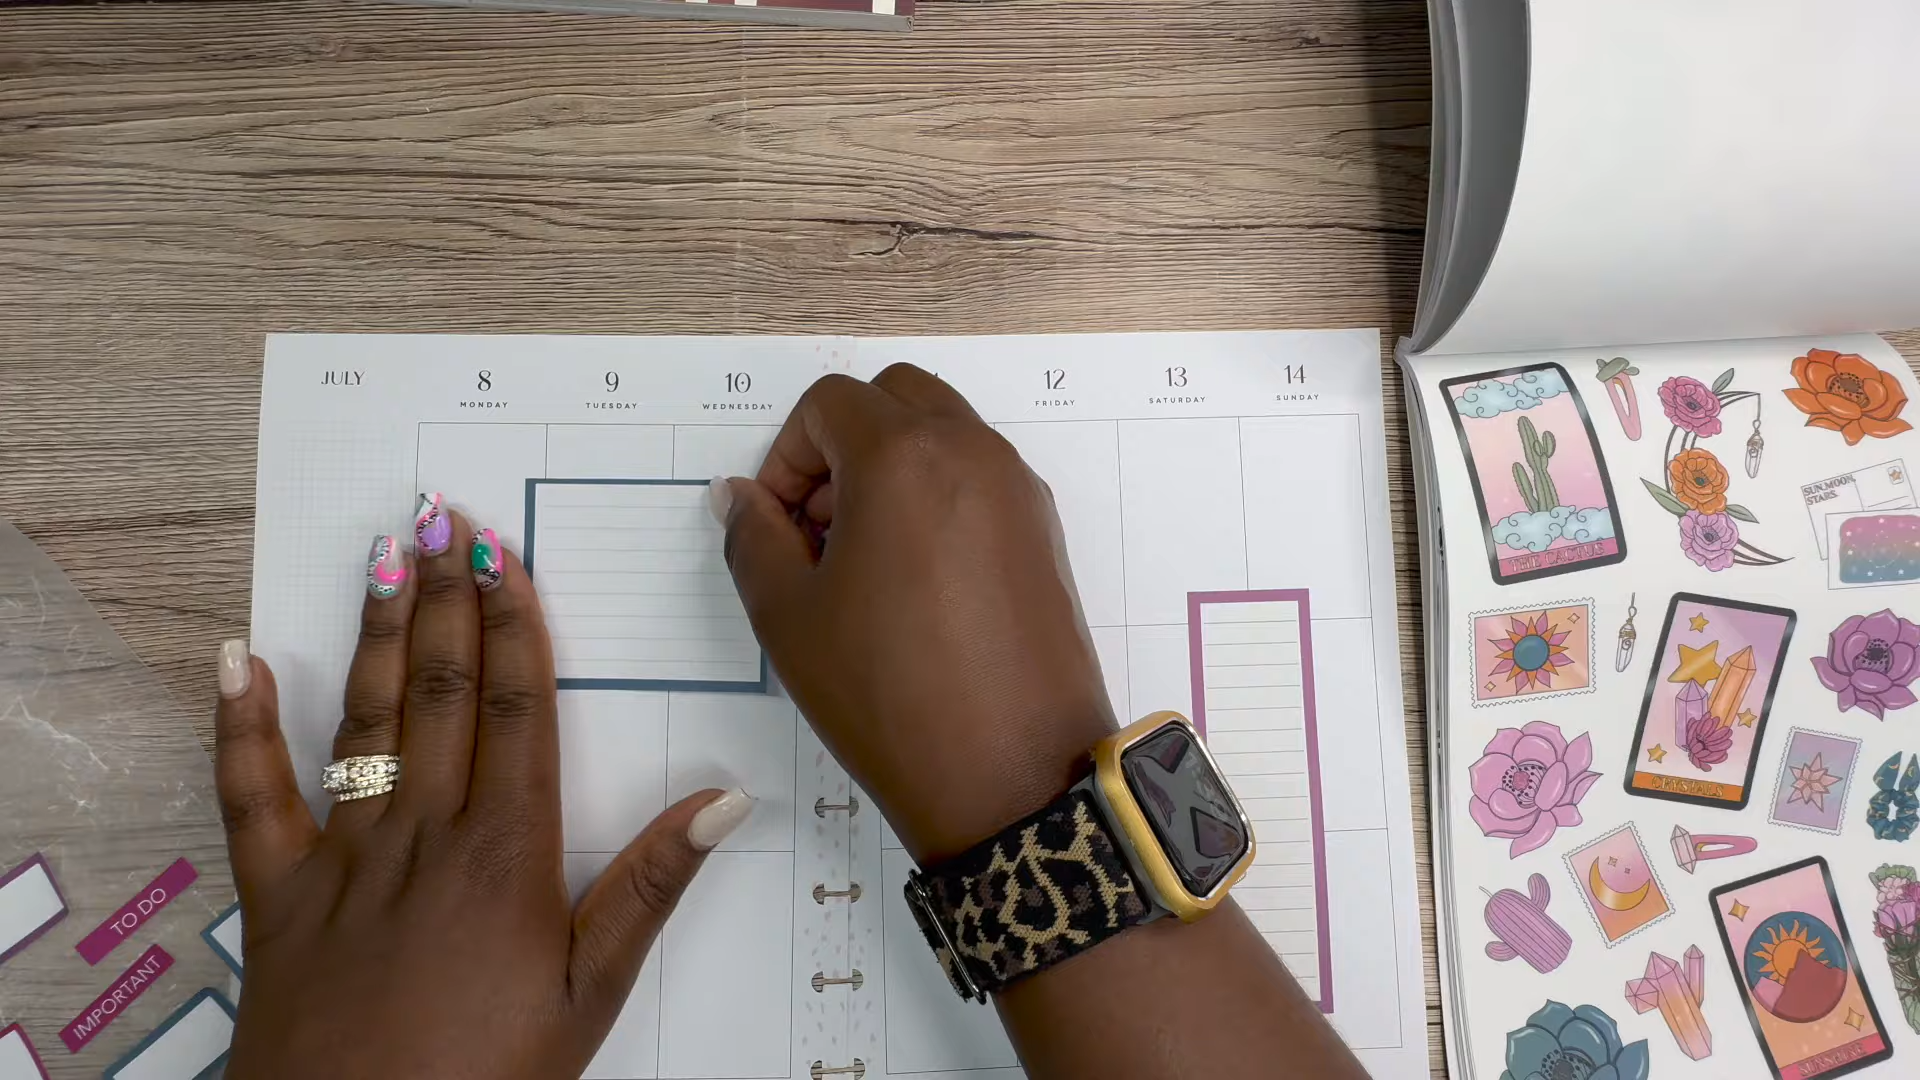 JULY
8
MONDAY
9
TUESDAY
10
WEDNESDAY
12
FRIDAY
13
SATURDAY
14
SUNDAY
TO DO
IMPORTANT
THE CACTUS
SUN, MOON,
STARS.
CRYSTALS
SUNRISE